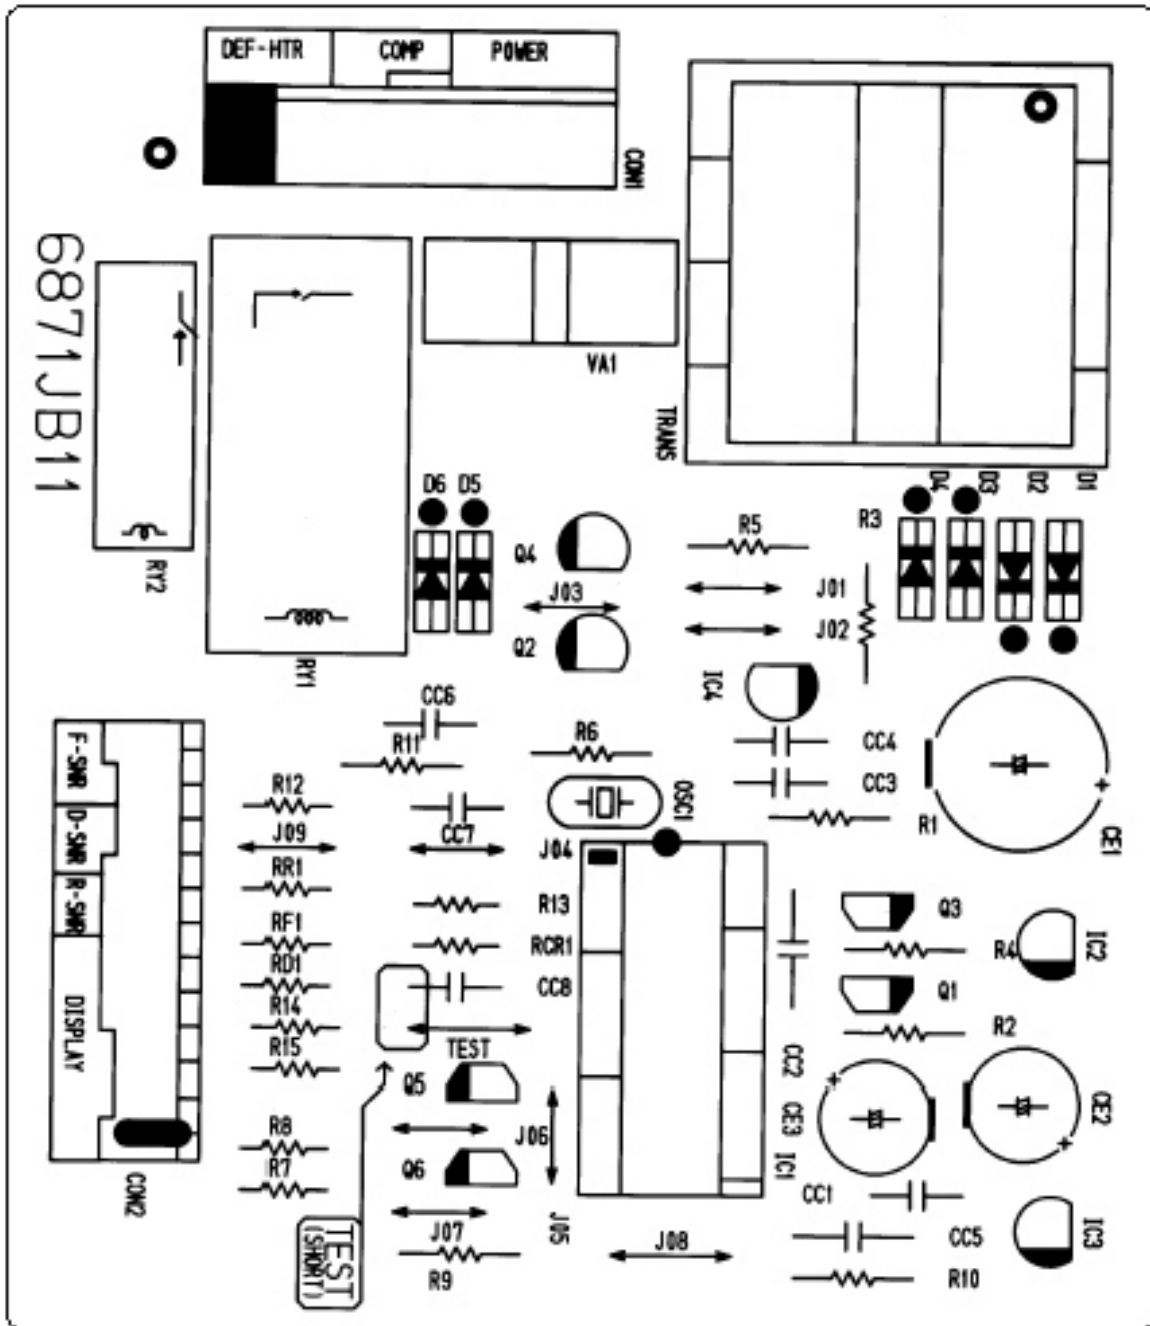 DEF-HTR COMP POWER
CON1
6871JB11
VA1
TRANS
D4 D3 D2 D1
D6 D5
R3
R5
Q4
RY2
J03
J01
J02
Q2
RY1
IC4
CC6
R11
R6
CC4
F-SNR
R12
CC3
OSC1
R1
CE1
D-SNR
J09
CC7
J04
R-SNR
RR1
R13
Q3
RF1
RCR1
R4
IC2
RD1
CC8
Q1
DISPLAY
R14
R2
R15
TEST
CC2
Q5
CE3
CE2
R8
J06
R7
Q6
IC1
CON2
CC1
TEST
(SHORT)
J07
J05
J08
CC5
IC3
R9
R10